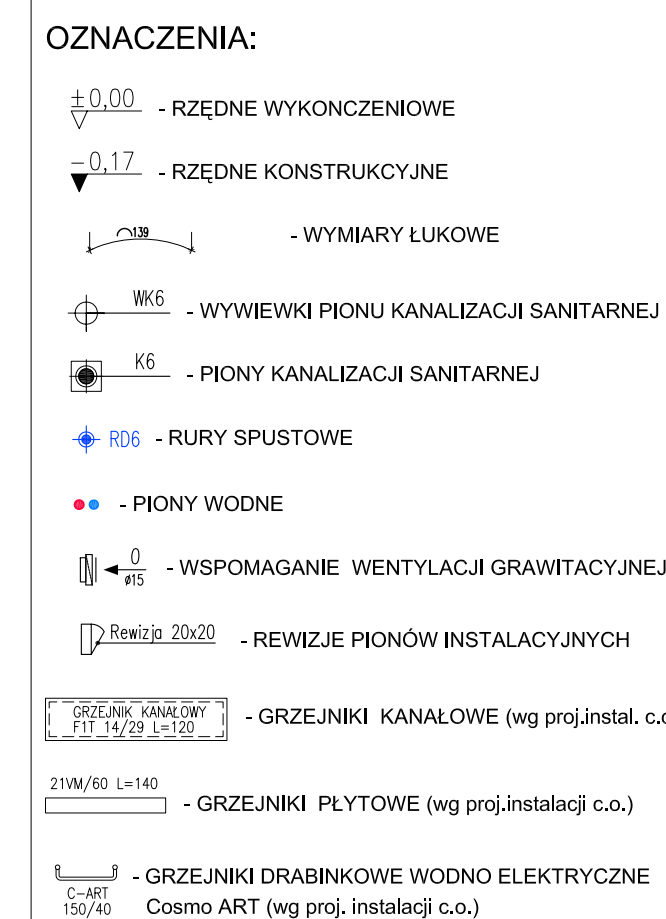 OZNACZENIA:
±0,00 - RZĘDNE WYKONCZENIOWE
-0,17 - RZĘDNE KONSTRUKCYJNE
139 - WYMIARY ŁUKOWE
WK6 - WYWIEWKI PIONU KANALIZACJI SANITARNEJ
K6 - PIONY KANALIZACJI SANITARNEJ
RD6 - RURY SPUSTOWE
- PIONY WODNE
0
ø15 - WSPOMAGANIE WENTYLACJI GRAWITACYJNEJ
Rewizja 20x20 - REWIZJE PIONÓW INSTALACYJNYCH
GRZEJNIK KANAŁOWY
F1T 14/29 L=120
- GRZEJNIKI KANAŁOWE (wg proj.instal. c.o
21VM/60 L=140
- GRZEJNIKI PŁYTOWE (wg proj.instalacji c.o.)
C-ART
150/40
- GRZEJNIKI DRABINKOWE WODNO ELEKTRYCZNE
Cosmo ART (wg proj. instalacji c.o.)